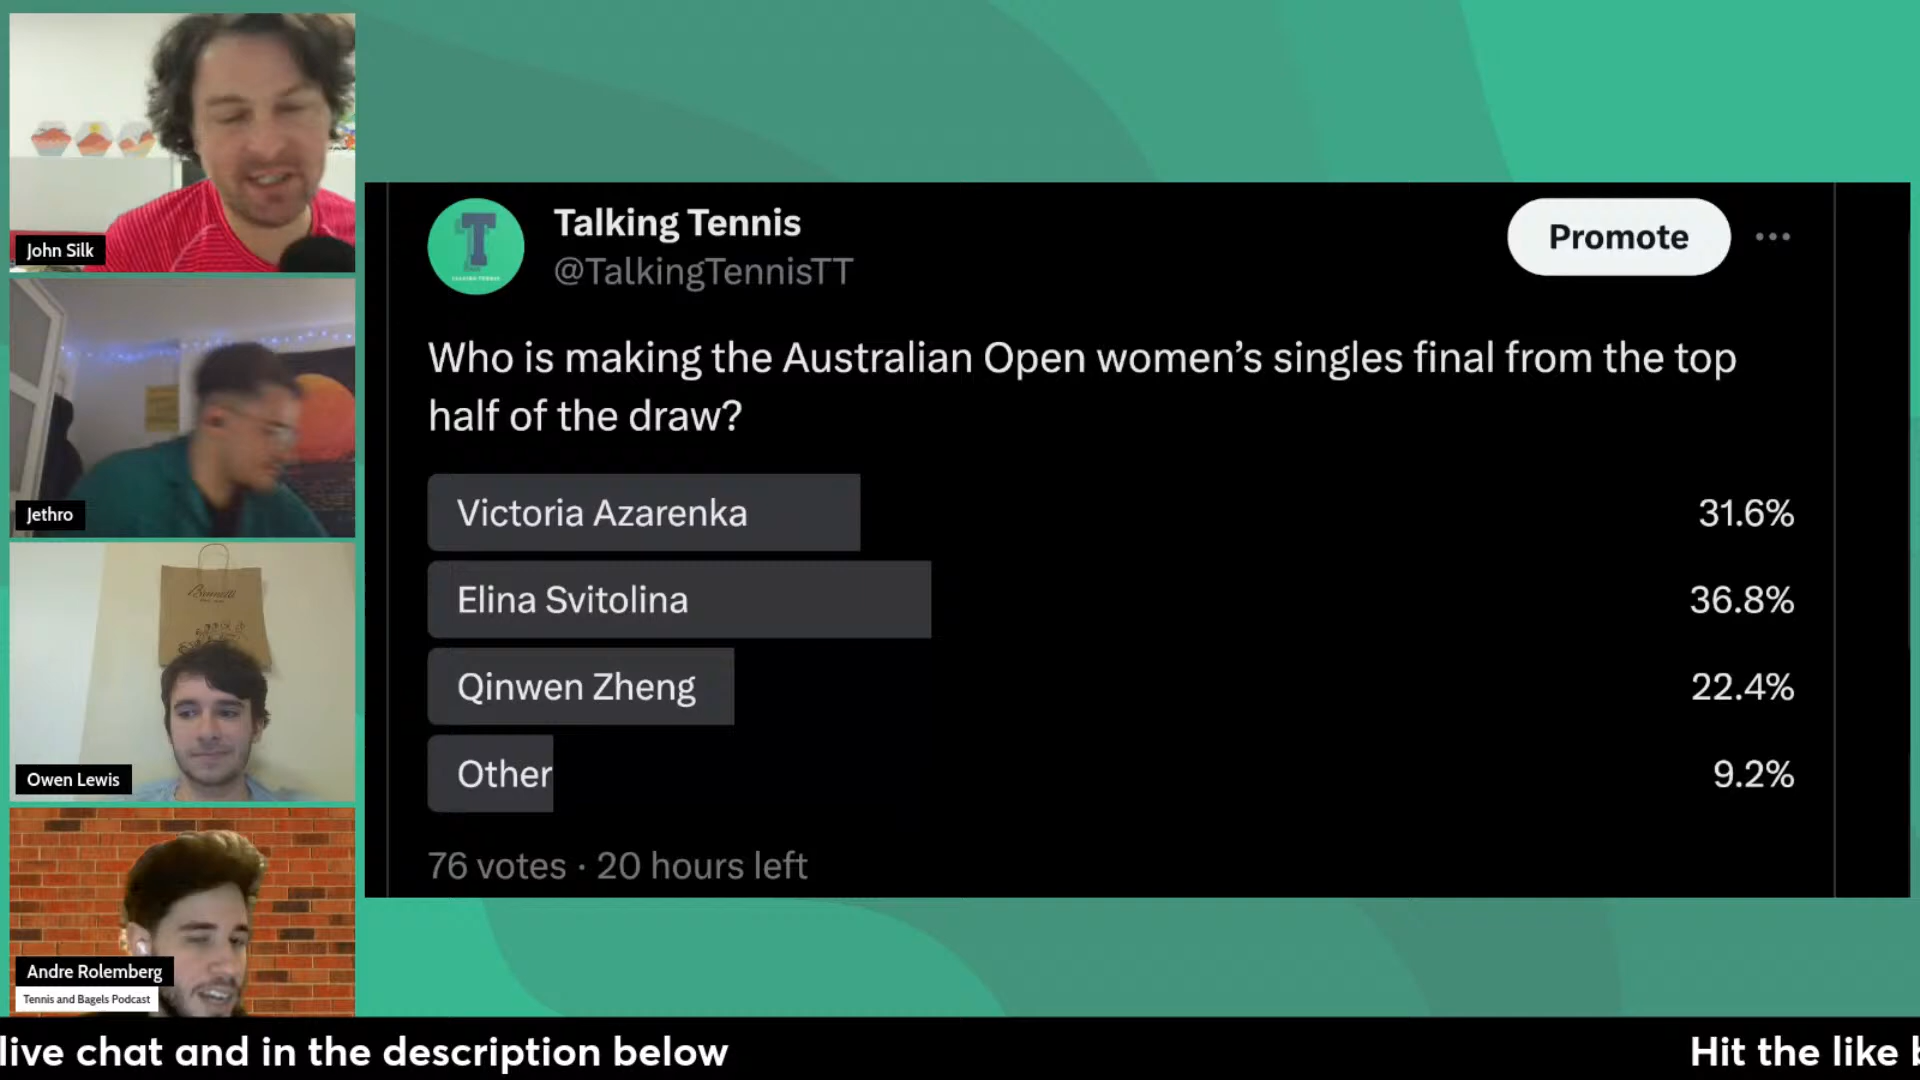 John Silk
Jethro
Owen Lewis
Andre Rolemberg
Tennis and Bagels Podcast
T
TALKING TENNIS
Talking Tennis
@TalkingTennisTT
Promote
Who is making the Australian Open women’s singles final from the top
half of the draw?
Victoria Azarenka 31.6%
Elina Svitolina 36.8%
Qinwen Zheng 22.4%
Other 9.2%
76 votes · 20 hours left
live chat and in the description below
Hit the like b